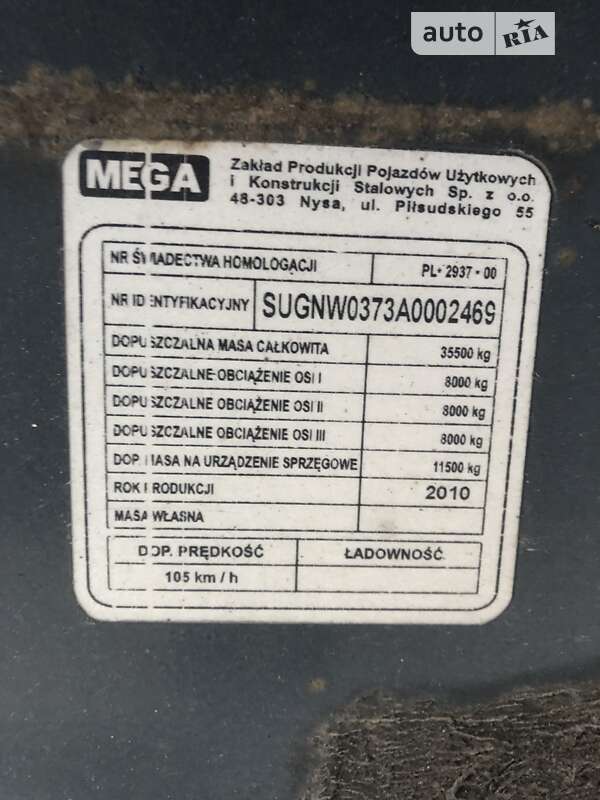 auto RIA
MEGA
Zakład Produkcji Pojazdów Użytkowych
i Konstrukcji Stalowych Sp. z o.o.
48-303 Nysa, ul. Piłsudskiego 55
NR ŚWIADECTWA HOMOLOGACJI PL* 2937 * 00
NR IDENTYFIKACYJNY SUGNW0373A0002469
DOPUSZCZALNA MASA CAŁKOWITA 35500 kg
DOPUSZCZALNE OBCIĄŻENIE OSI I 8000 kg
DOPUSZCZALNE OBCIĄŻENIE OSI II 8000 kg
DOPUSZCZALNE OBCIĄŻENIE OSI III 8000 kg
DOP. MASA NA URZĄDZENIE SPRZĘGOWE 11500 kg
ROK PRODUKCJI 2010
MASA WŁASNA
DOP. PRĘDKOŚĆ ŁADOWNOŚĆ
105 km / h